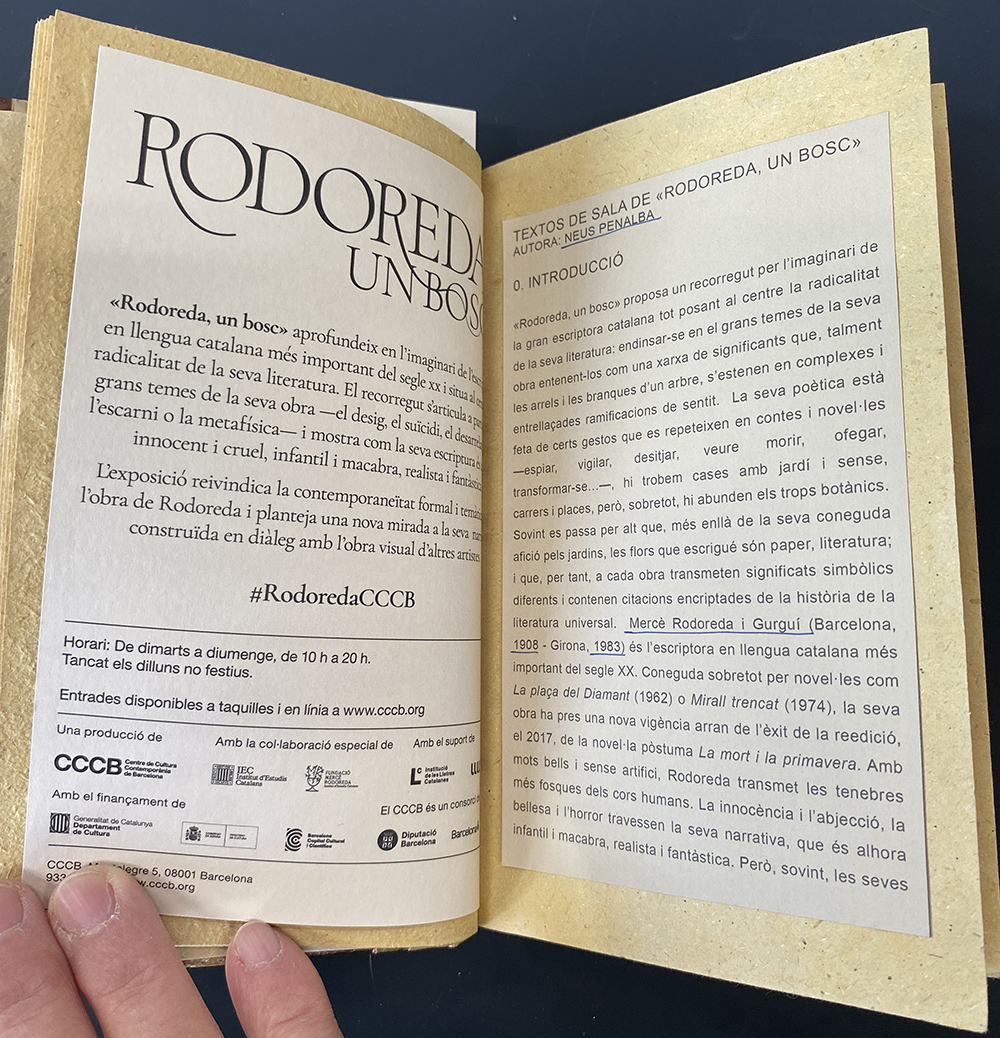 RODOREDA
UN BOSC
«Rodoreda, un bosc» aprofundeix en l'imaginari de
en llengua catalana més important del segle XX i situa al
radicalitat de la seva literatura. El recorregut s'articula a
grans temes de la seva obra —el desig, el suïcidi, el
l'escarni o la metafísica— i mostra com la seva escriptura
innocent i cruel, infantil i macabra, realista i
L'exposició reivindica la contemporaneïtat formal i
l'obra de Rodoreda i planteja una nova mirada a la seva
construïda en diàleg amb l'obra visual d'altres artistes
#RodoredaCCCB
Horari: De dimarts a diumenge, de 10 h a 20 h.
Tancat els dilluns no festius.
Entrades disponibles a taquilles i en línia a www.cccb.org
Una producció de
Amb la col·laboració especial de
Amb el suport de
CCCB Centre de Cultura
Contemporània
de Barcelona
IEC
Institut d'Estudis
Catalans
FUNDACIÓ
MERCÈ
RODOREDA
Institució
de les Lletres
Catalanes
Amb el finançament de
El CCCB és un consorci
Generalitat de Catalunya
Departament
de Cultura
Barcelona
Capital Cultural
i Científica
Diputació
Barcelona
Barcelona
CCCB. 5, 08001 Barcelona
933
www.cccb.org
TEXTOS DE SALA DE «RODOREDA, UN BOSC»
AUTORA: NEUS PENALBA
0. INTRODUCCIÓ
«Rodoreda, un bosc» proposa un recorregut per l'imaginari de
la gran escriptora catalana tot posant al centre la radicalitat
de la seva literatura: endinsar-se en el grans temes de la seva
obra entenent-los com una xarxa de significants que, talment
les arrels i les branques d'un arbre, s'estenen en complexes i
entrellaçades ramificacions de sentit. La seva poètica està
feta de certs gestos que es repeteixen en contes i novel·les
—espiar, vigilar, desitjar, veure morir, ofegar,
transformar-se...—, hi trobem cases amb jardí i sense,
carrers i places, però, sobretot, hi abunden els trops botànics.
Sovint es passa per alt que, més enllà de la seva coneguda
afició pels jardins, les flors que escrigué són paper, literatura;
i que, per tant, a cada obra transmeten significats simbòlics
diferents i contenen citacions encriptades de la història de la
literatura universal. Mercè Rodoreda i Gurguí (Barcelona,
1908 - Girona, 1983) és l'escriptora en llengua catalana més
important del segle XX. Coneguda sobretot per novel·les com
La plaça del Diamant (1962) o Mirall trencat (1974), la seva
obra ha pres una nova vigència arran de l'èxit de la reedició,
el 2017, de la novel·la pòstuma La mort i la primavera. Amb
mots bells i sense artifici, Rodoreda transmet les tenebres
més fosques dels cors humans. La innocència i l'abjecció, la
bellesa i l'horror travessen la seva narrativa, que és alhora
infantil i macabra, realista i fantàstica. Però, sovint, les seves